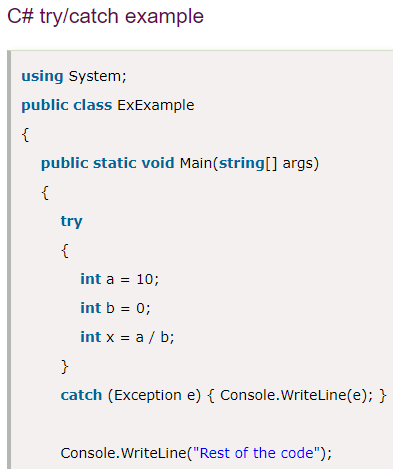 C# try/catch example
using System;
public class ExExample
{
public static void Main(string[] args)
{
try
{
int a = 10;
int b = 0;
int x = a / b;
}
catch (Exception e) { Console.WriteLine(e); }
Console.WriteLine("Rest of the code");